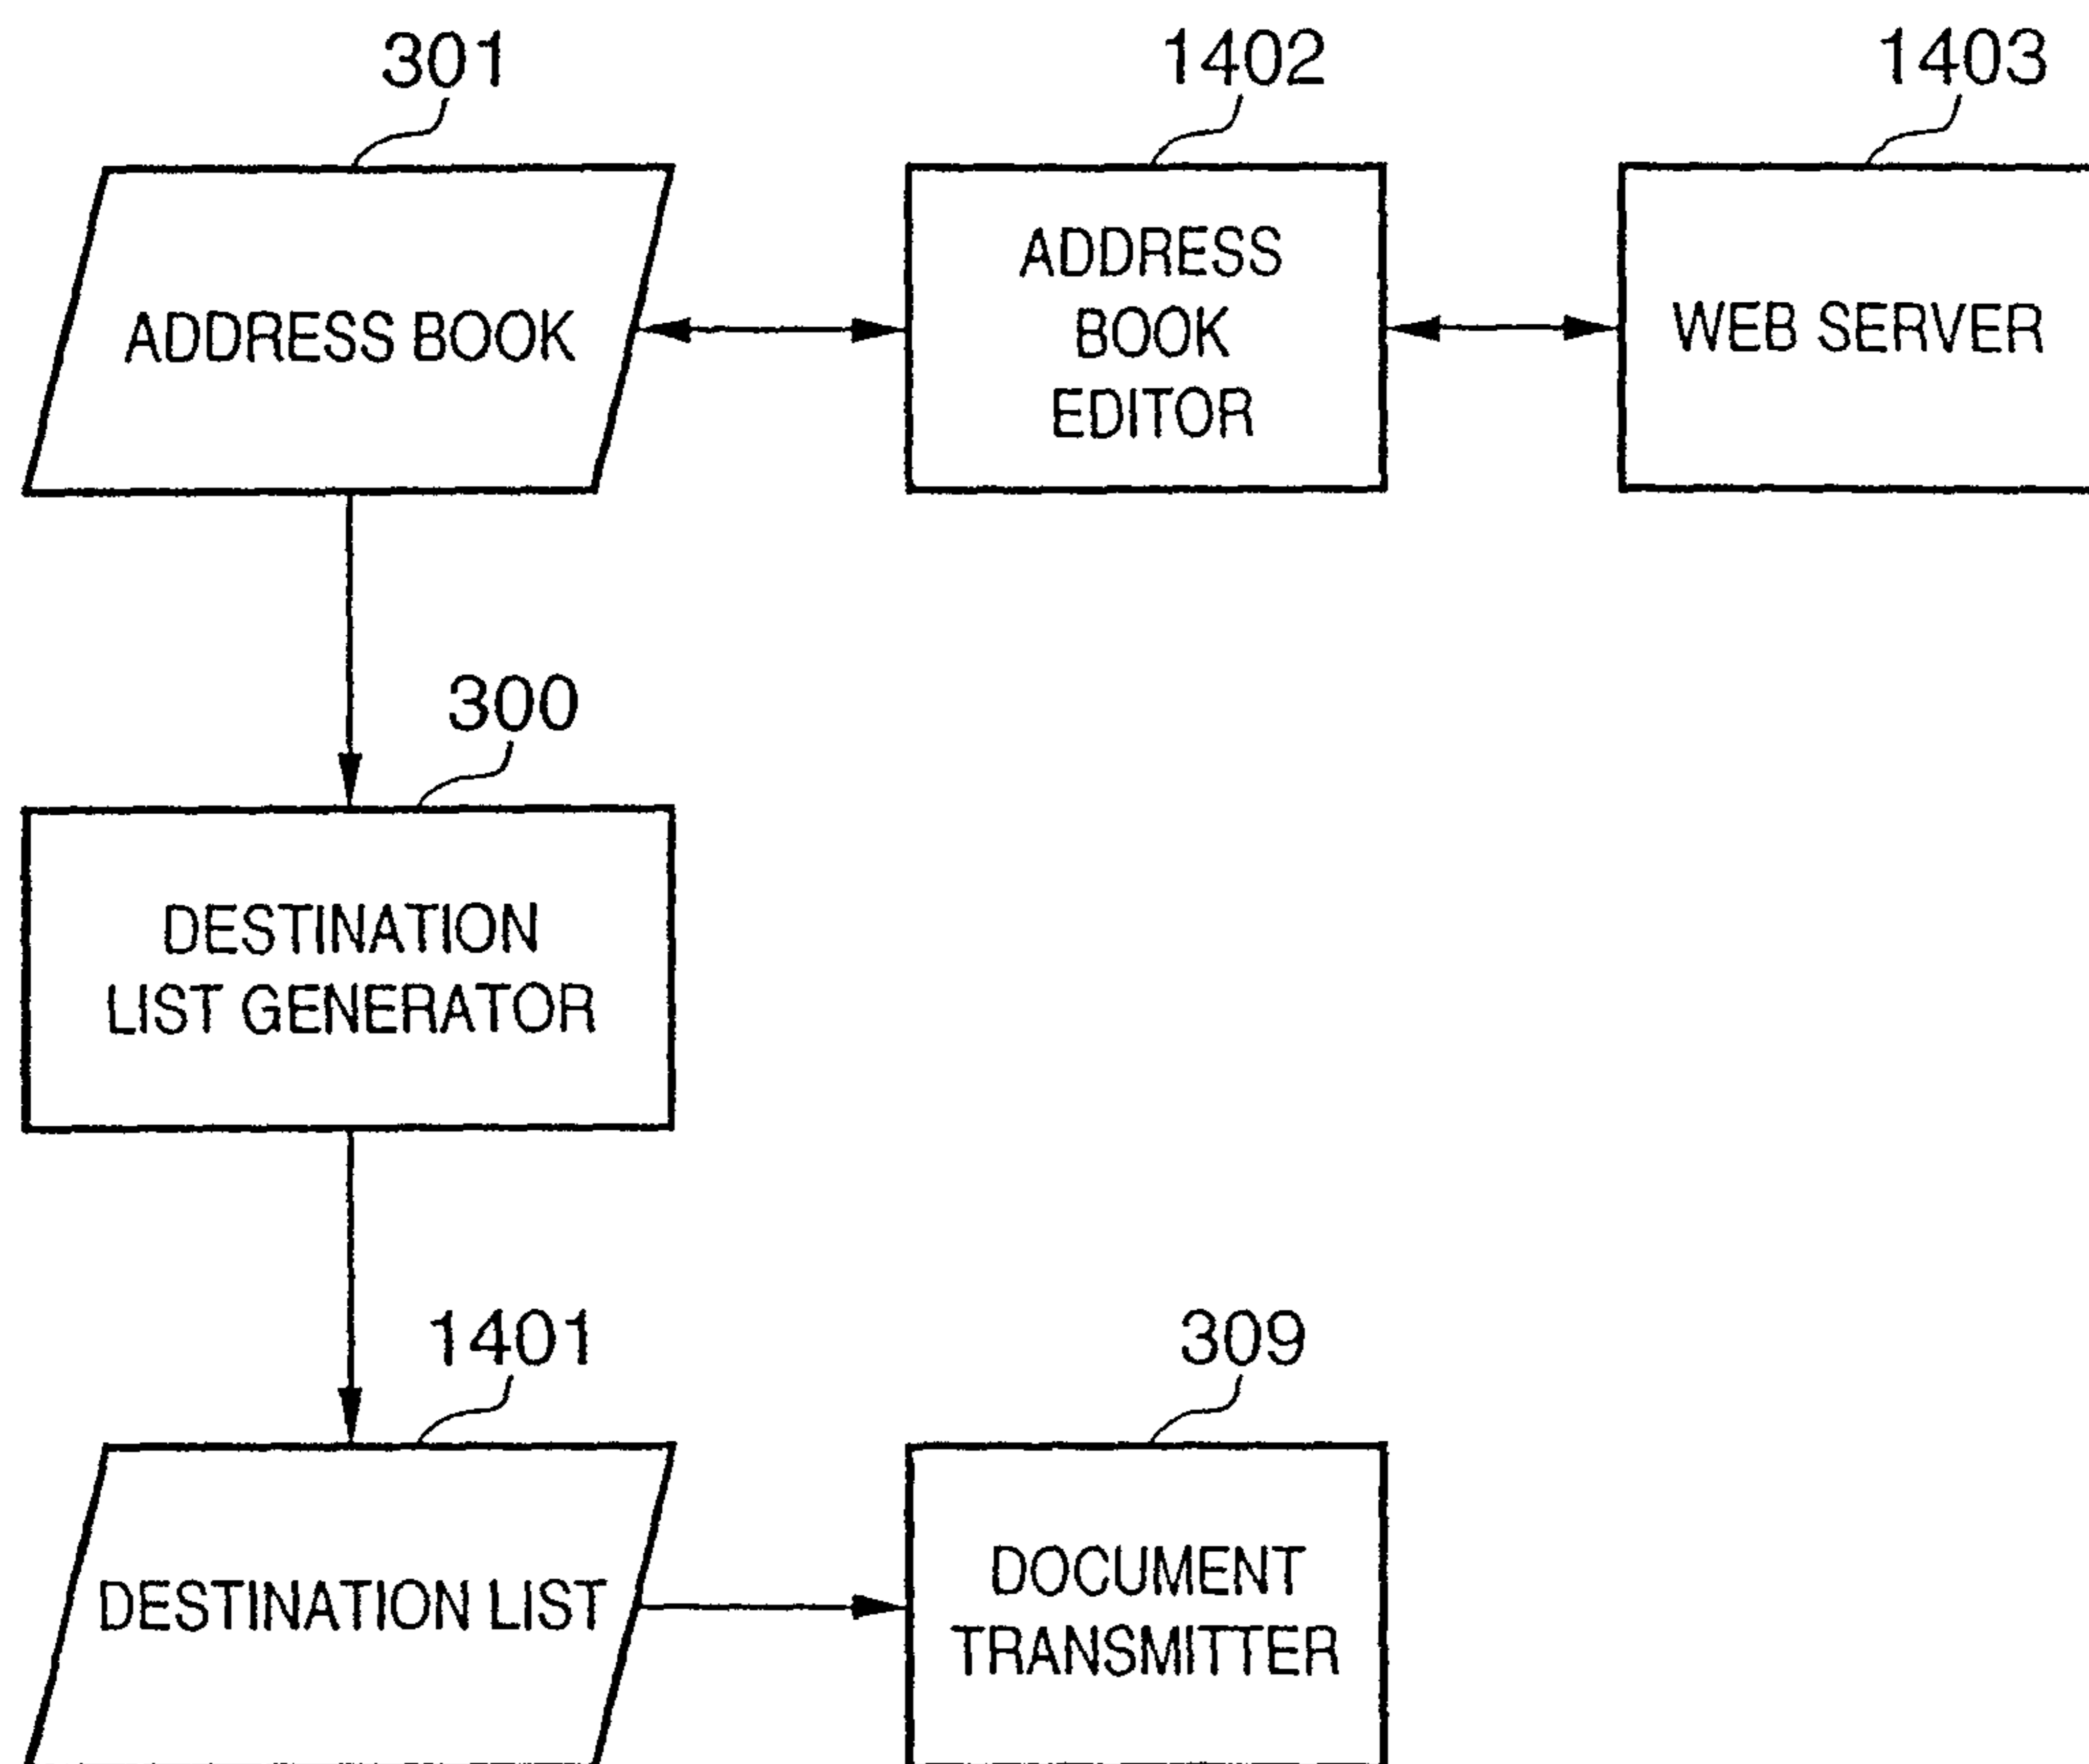 301
1402
1403
ADDRESS BOOK
ADDRESS
BOOK
EDITOR
WEB SERVER
300
DESTINATION
LIST GENERATOR
1401
309
DESTINATION LIST
DOCUMENT
TRANSMITTER